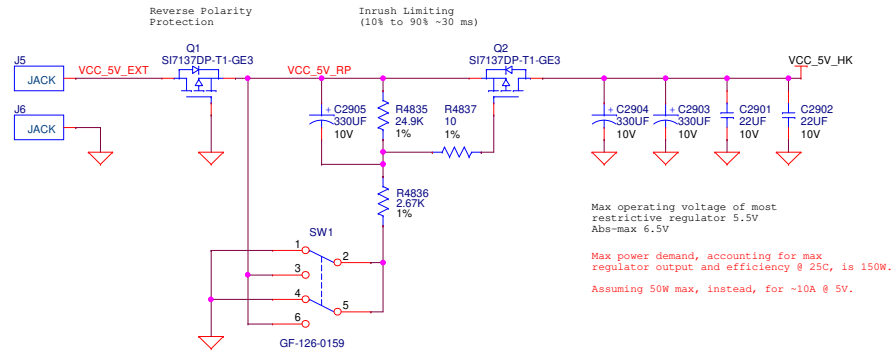 Reverse Polarity
Protection
Inrush Limiting
(10% to 90% ~30 ms)
Q1
SI7137DP-T1-GE3
Q2
SI7137DP-T1-GE3
J5
JACK
VCC_5V_EXT
VCC_5V_RP
VCC_5V_HK
J6
JACK
+
C2905
330UF
10V
R4835
24.9K
1%
R4837
10
1%
+
C2904
330UF
10V
+
C2903
330UF
10V
C2901
22UF
10V
C2902
22UF
10V
R4836
2.67K
1%
SW1
1
2
3
4
5
6
GF-126-0159
Max operating voltage of most
restrictive regulator 5.5V
Abs-max 6.5V
Max power demand, accounting for max
regulator output and efficiency @ 25C, is 150W.
Assuming 50W max, instead, for ~10A @ 5V.